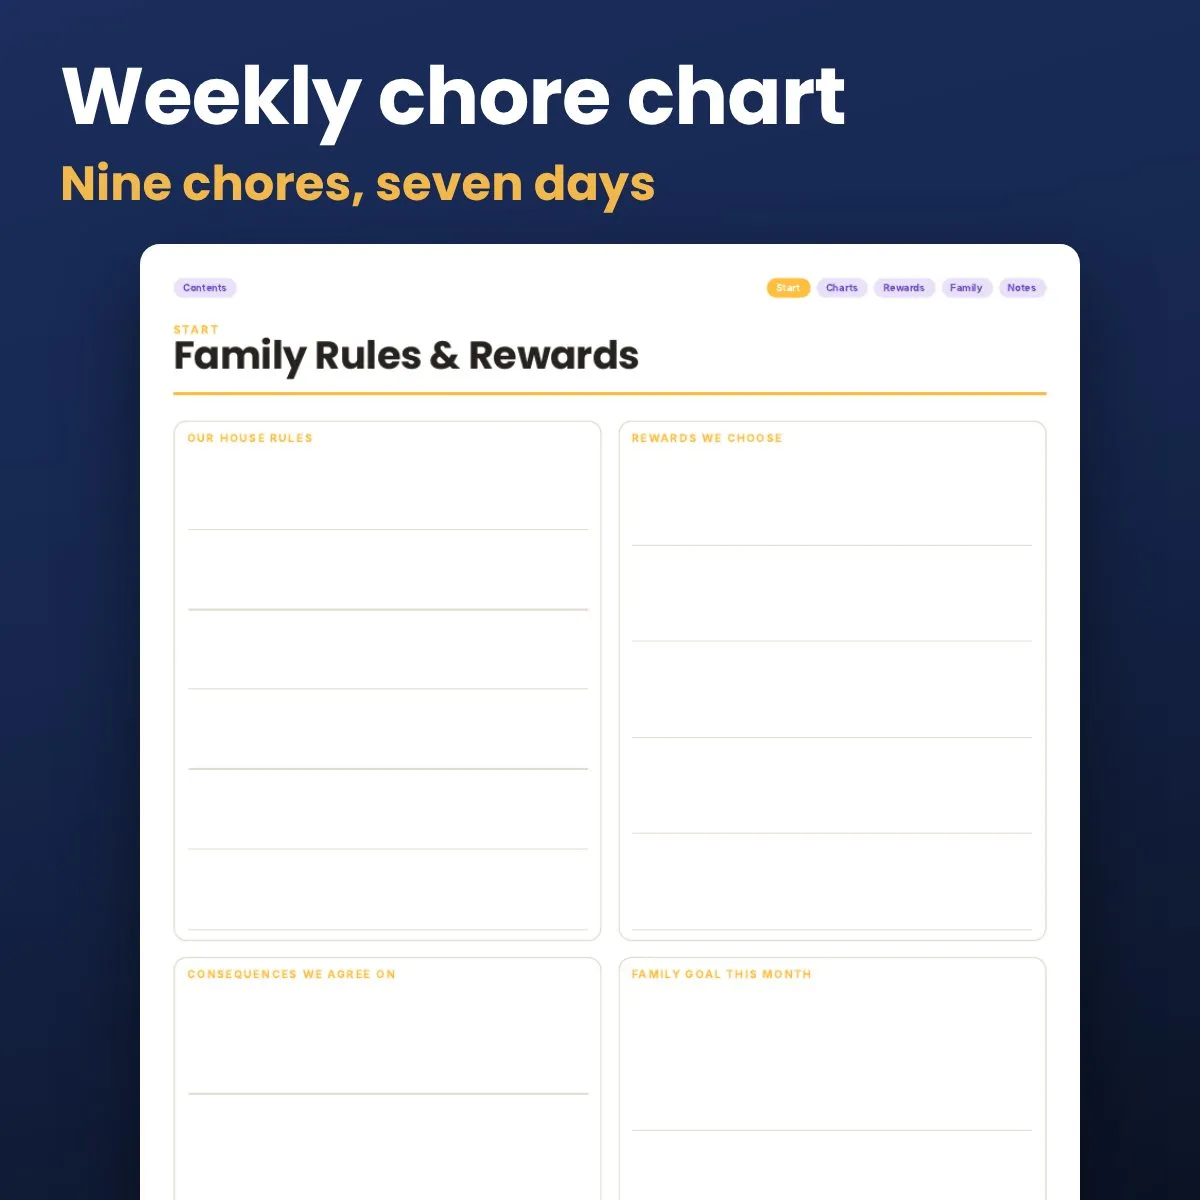 Weekly chore chart
Nine chores, seven days
Contents
Start Charts Rewards Family Notes
START
Family Rules & Rewards
OUR HOUSE RULES
REWARDS WE CHOOSE
CONSEQUENCES WE AGREE ON
FAMILY GOAL THIS MONTH